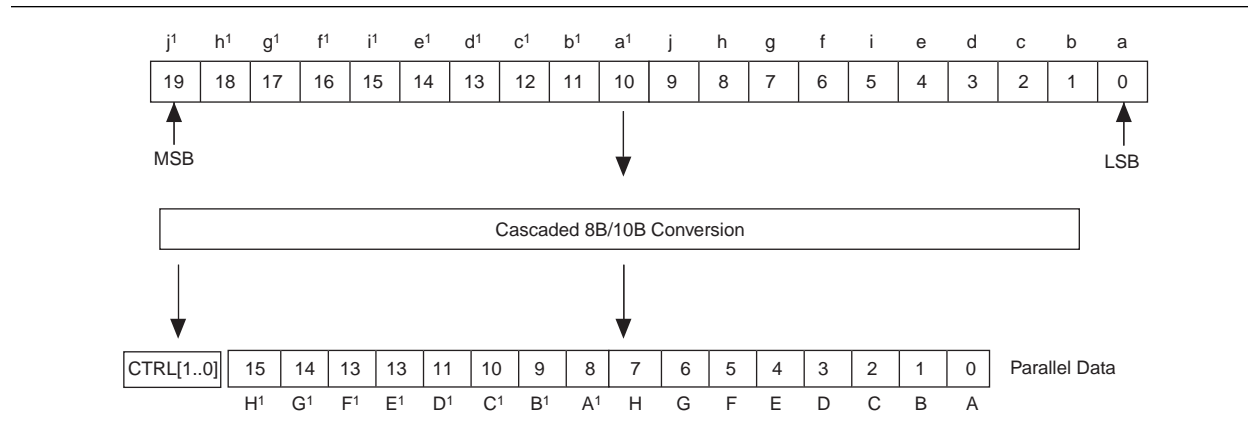 j¹ h¹ g¹ f¹ i¹ e¹ d¹ c¹ b¹ a¹ j h g f i e d c b a
19 18 17 16 15 14 13 12 11 10 9 8 7 6 5 4 3 2 1 0
MSB LSB
Cascaded 8B/10B Conversion
CTRL[1..0] 15 14 13 13 11 10 9 8 7 6 5 4 3 2 1 0 Parallel Data
H¹ G¹ F¹ E¹ D¹ C¹ B¹ A¹ H G F E D C B A